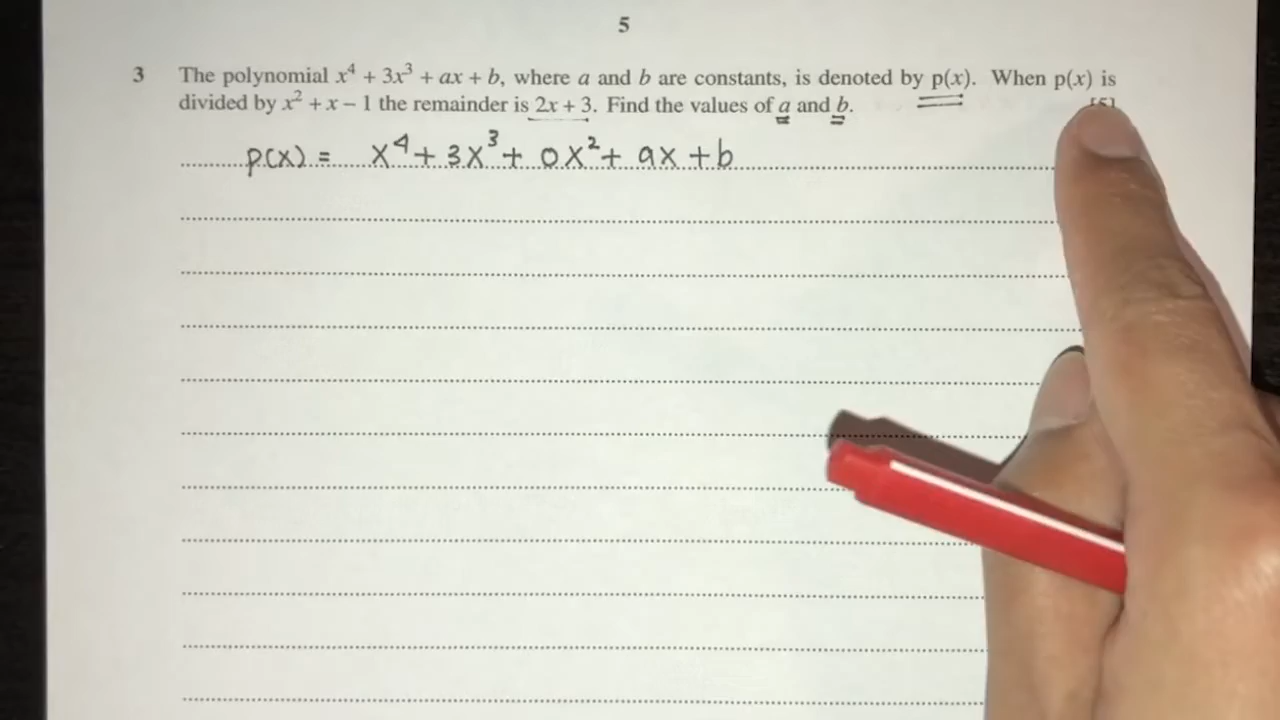 5
3 The polynomial x⁴ + 3x³ + ax + b, where a and b are constants, is denoted by p(x). When p(x) is
divided by x² + x − 1 the remainder is 2x + 3. Find the values of a and b.
[5]
p(x) = x⁴ + 3x³ + 0x² + ax + b